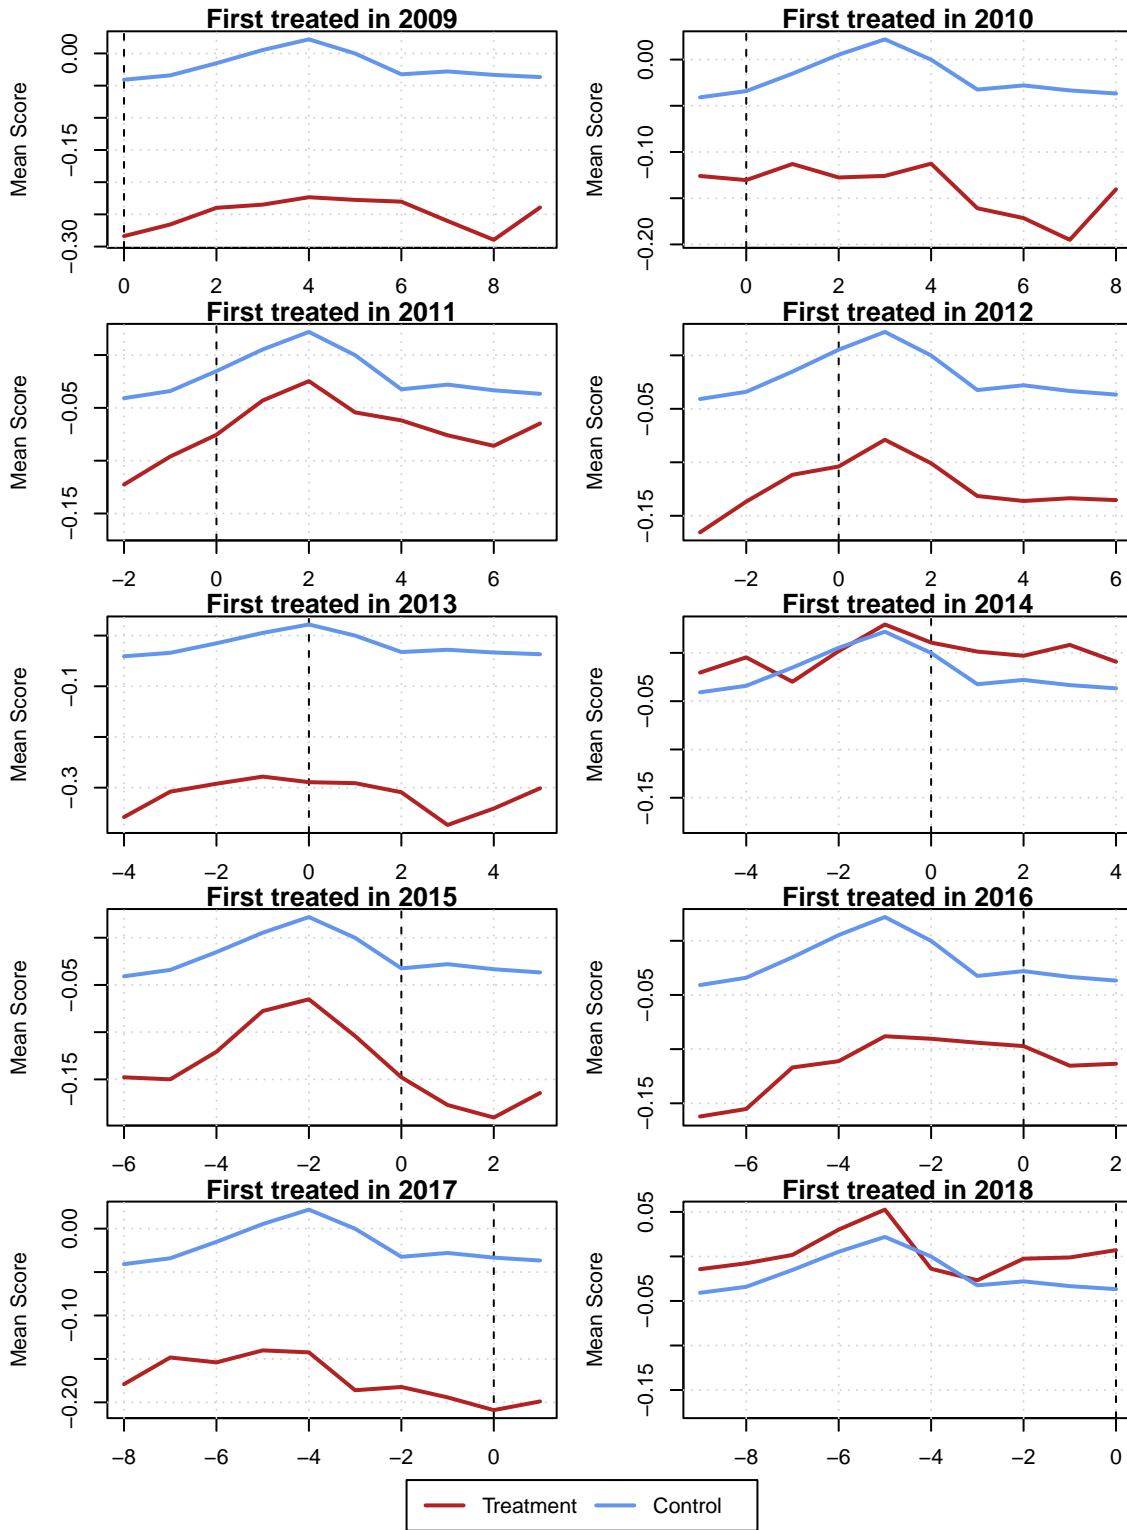 First treated in 2009
Mean Score
0.00
−0.15
−0.30
0 2 4 6 8
First treated in 2010
Mean Score
0.00
−0.10
−0.20
0 2 4 6 8
First treated in 2011
Mean Score
−0.05
−0.15
−2 0 2 4 6
First treated in 2012
Mean Score
−0.05
−0.15
−2 0 2 4 6
First treated in 2013
Mean Score
−0.1
−0.3
−4 −2 0 2 4
First treated in 2014
Mean Score
−0.05
−0.15
−4 −2 0 2 4
First treated in 2015
Mean Score
−0.05
−0.15
−6 −4 −2 0 2
First treated in 2016
Mean Score
−0.05
−0.15
−6 −4 −2 0 2
First treated in 2017
Mean Score
0.00
−0.10
−0.20
−8 −6 −4 −2 0
First treated in 2018
Mean Score
0.05
−0.05
−0.15
−8 −6 −4 −2 0
Treatment Control